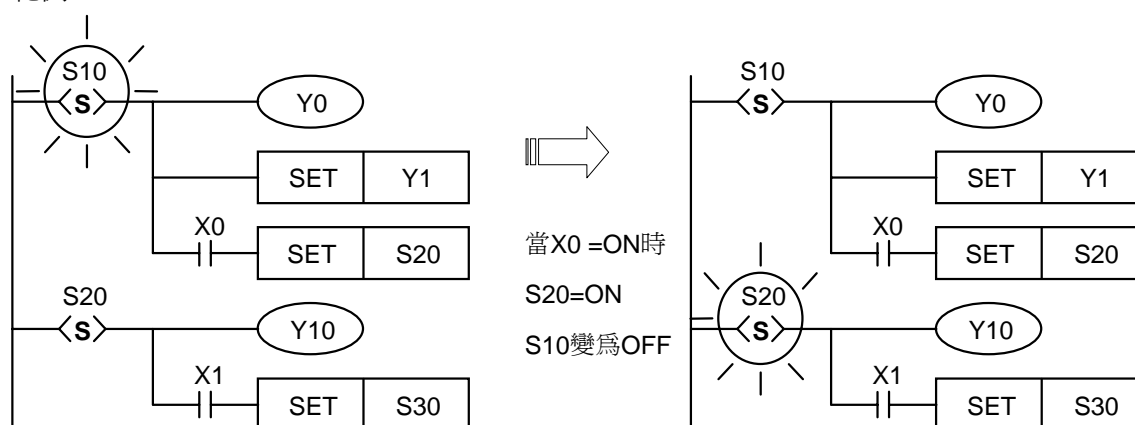 S10
S
Y0
SET Y1
X0
SET S20
S20
S
Y10
X1
SET S30
當X0 =ON時
S20=ON
S10變爲OFF
S10
S
Y0
SET Y1
X0
SET S20
S20
S
Y10
X1
SET S30